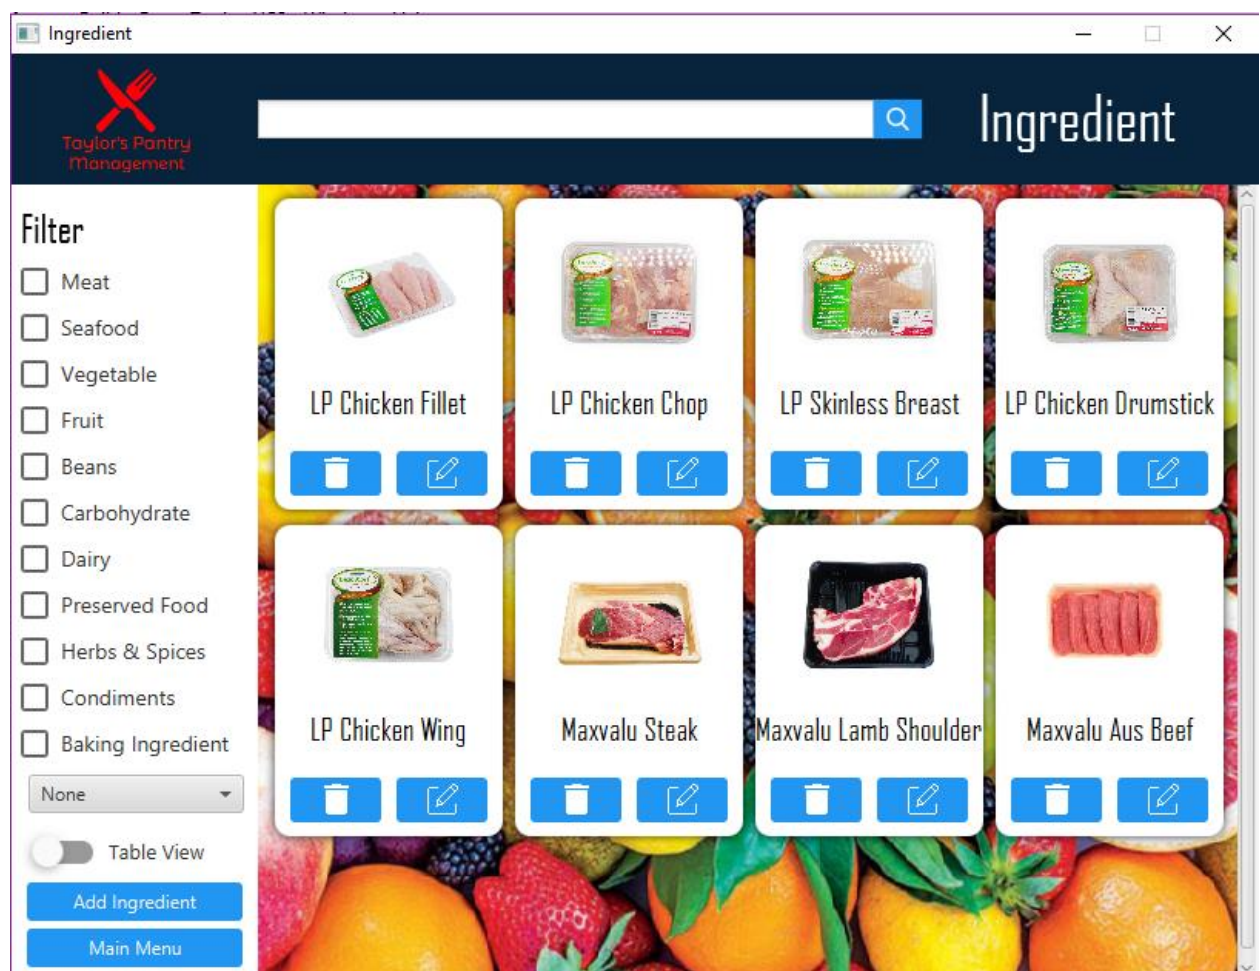 Ingredient
Taylor's Pantry
Management
Ingredient
Filter
Meat
Seafood
Vegetable
Fruit
Beans
Carbohydrate
Dairy
Preserved Food
Herbs & Spices
Condiments
Baking Ingredient
None
Table View
Add Ingredient
Main Menu
LP Chicken Fillet
LP Chicken Chop
LP Skinless Breast
LP Chicken Drumstick
LP Chicken Wing
Maxvalu Steak
Maxvalu Lamb Shoulder
Maxvalu Aus Beef